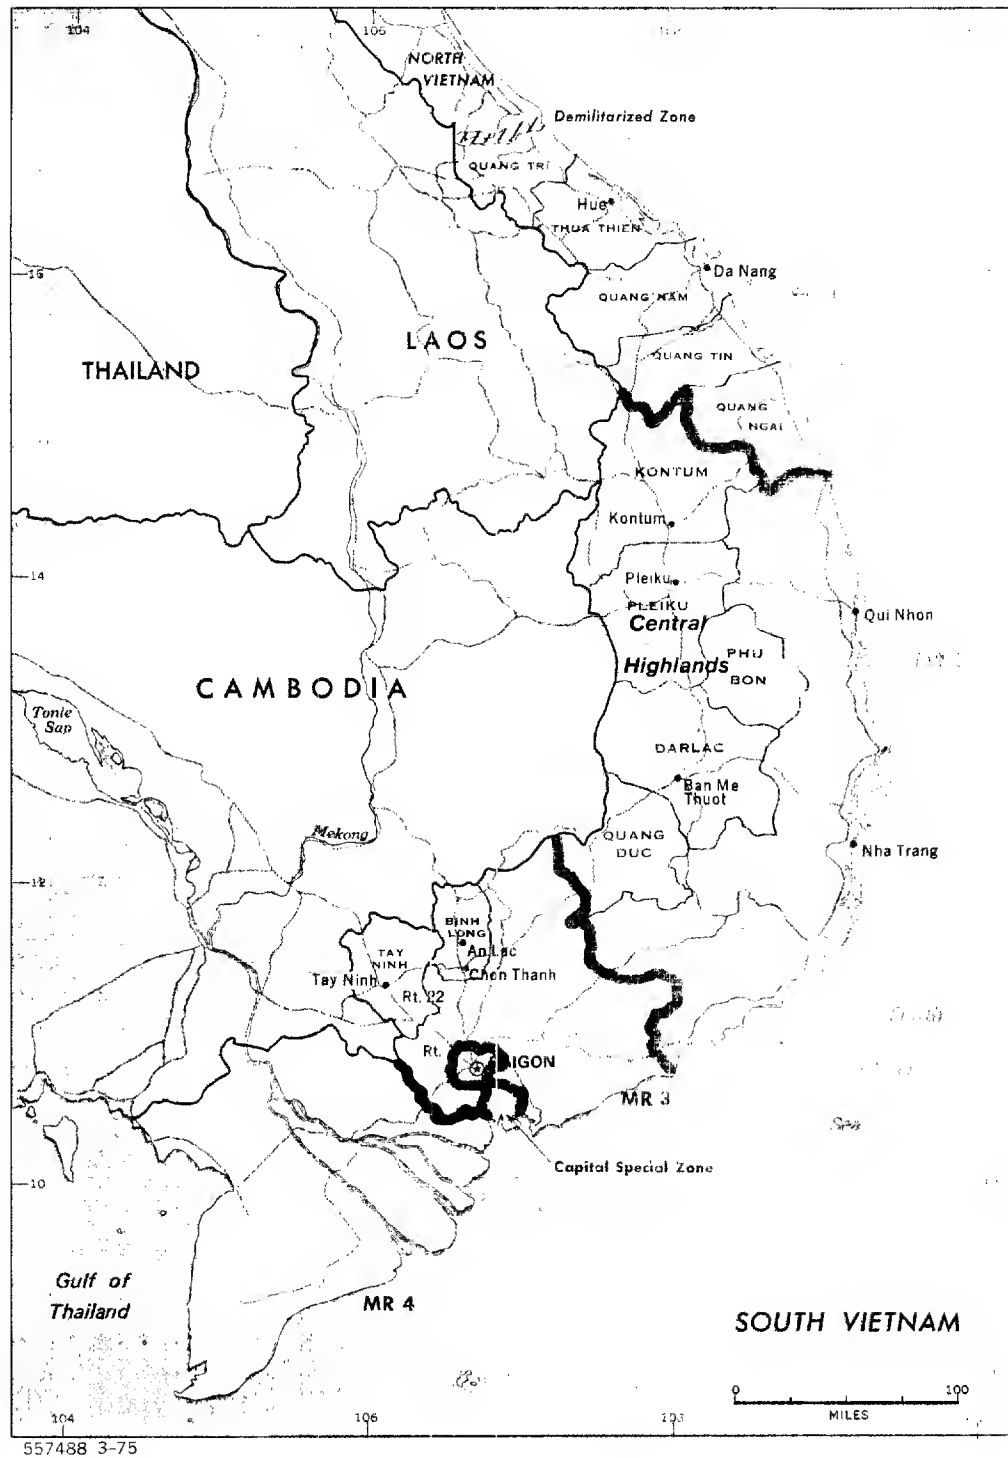 104
106
NORTH
VIETNAM
Demilitarized Zone
QUANG TRI
Hue
THUA THIEN
Da Nang
16
QUANG NAM
LAOS
QUANG TIN
THAILAND
QUANG
NGAI
KONTUM
Kontum
14
Pleiku
PLEIKU
Qui Nhon
Central
Highlands
PHU
BON
CAMBODIA
Tonle
Sap
DARLAC
Ban Me
Thuot
Mekong
QUANG
DUC
Nha Trang
12
BINH
LONG
An Loc
TAY
NINH
Chon Thanh
Tay Ninh
Rt. 22
Rt.
IGON
MR 3
Sea
Capital Special Zone
10
Gulf of
Thailand
MR 4
SOUTH VIETNAM
0
100
MILES
104
106
103
557488 3-75